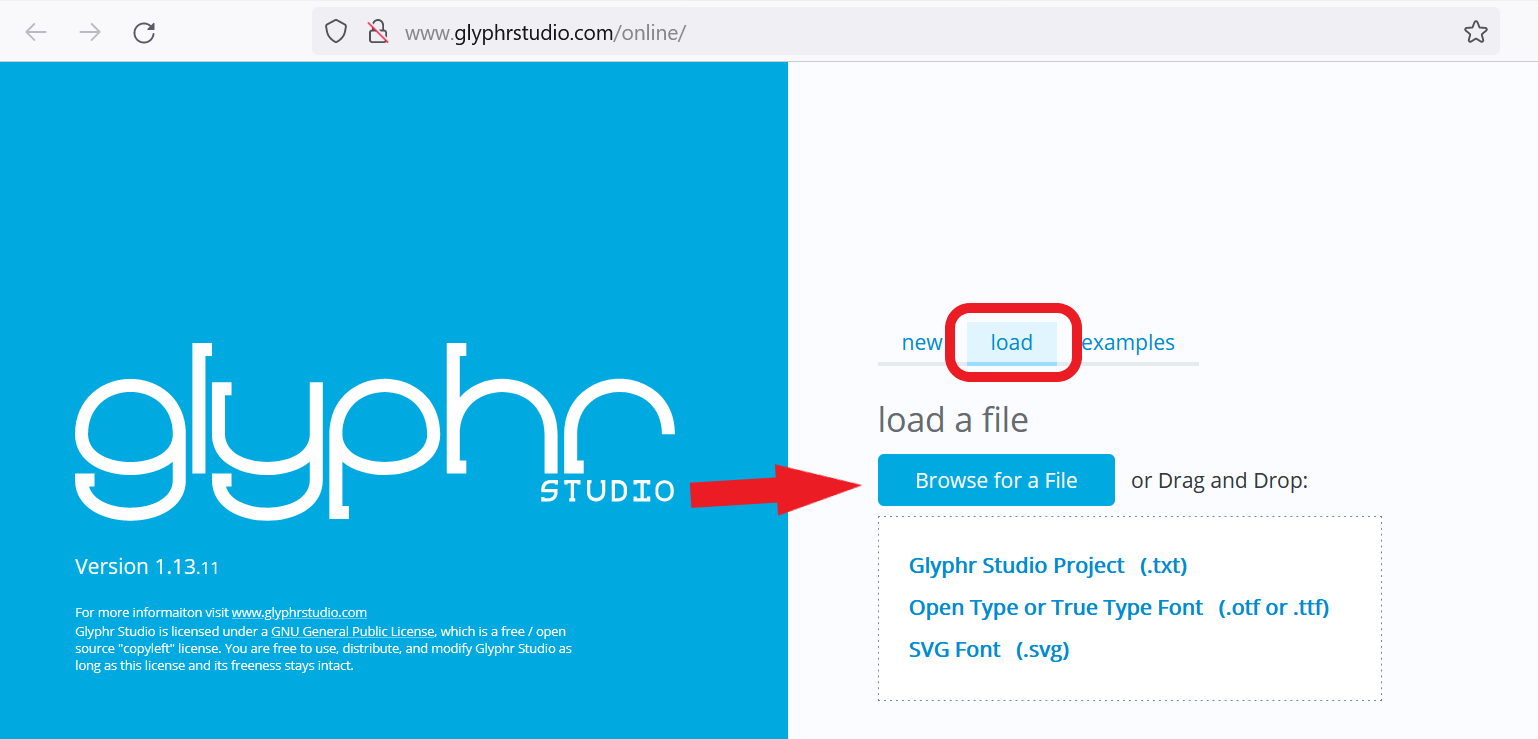 www.glyphrstudio.com/online/
glyphr
STUDIO
Version 1.13.11
For more informaiton visit www.glyphrstudio.com
Glyphr Studio is licensed under a GNU General Public License, which is a free / open
source "copyleft" license. You are free to use, distribute, and modify Glyphr Studio as
long as this license and its freeness stays intact.
new load examples
load a file
Browse for a File or Drag and Drop:
Glyphr Studio Project (.txt)
Open Type or True Type Font (.otf or .ttf)
SVG Font (.svg)